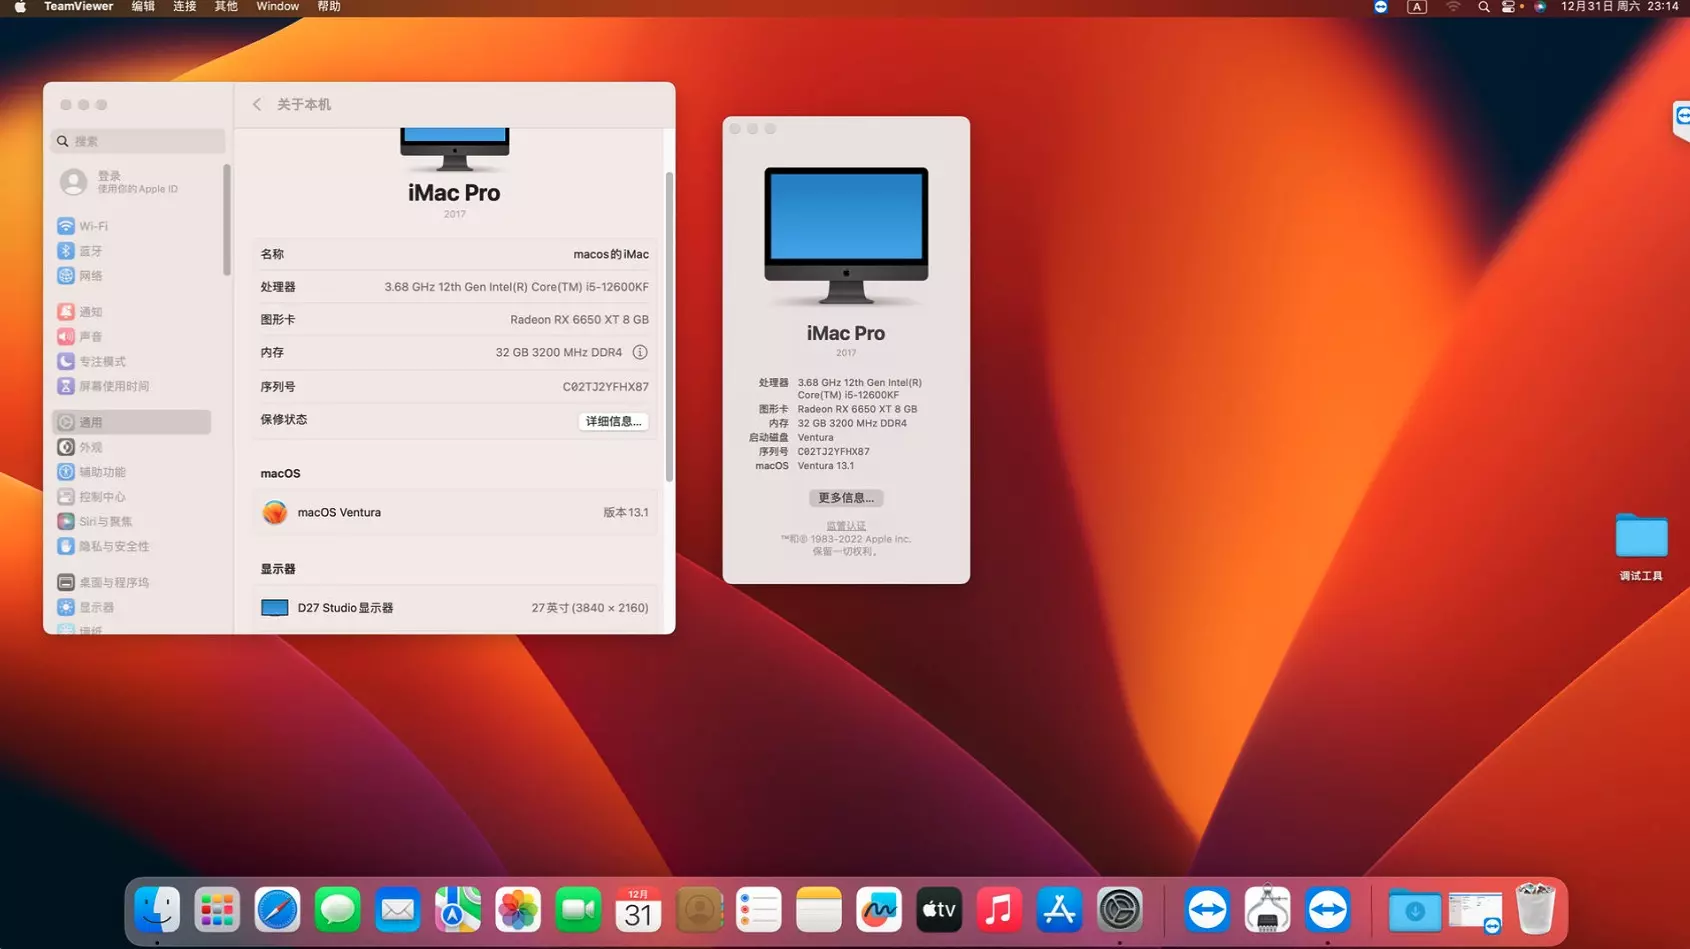 TeamViewer 编辑 连接 其他 Window 帮助
A
12月31日 周六 23:14
关于本机
搜索
登录
使用你的 Apple ID
Wi-Fi
蓝牙
网络
通知
声音
专注模式
屏幕使用时间
通用
外观
辅助功能
控制中心
Siri与聚焦
隐私与安全性
桌面与程序坞
显示器
墙纸
iMac Pro
2017
名称 macos的iMac
处理器 3.68 GHz 12th Gen Intel(R) Core(TM) i5-12600KF
图形卡 Radeon RX 6650 XT 8 GB
内存 32 GB 3200 MHz DDR4
序列号 C02TJ2YFHX87
保修状态 详细信息...
macOS
macOS Ventura 版本13.1
显示器
D27 Studio显示器 27英寸(3840 × 2160)
iMac Pro
2017
处理器 3.68 GHz 12th Gen Intel(R)
Core(TM) i5-12600KF
图形卡 Radeon RX 6650 XT 8 GB
内存 32 GB 3200 MHz DDR4
启动磁盘 Ventura
序列号 C02TJ2YFHX87
macOS Ventura 13.1
更多信息...
监管认证
™和© 1983-2022 Apple Inc.
保留一切权利。
调试工具
12月
31
tv